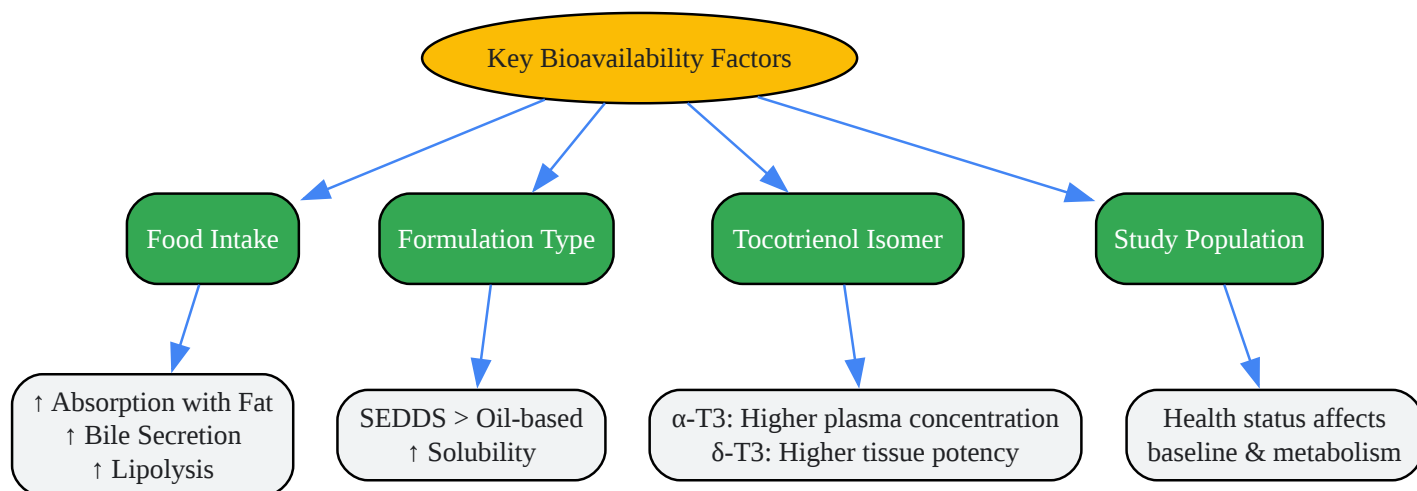 Key Bioavailability Factors
Food Intake
Formulation Type
Tocotrienol Isomer
Study Population
↑ Absorption with Fat
↑ Bile Secretion
↑ Lipolysis
SEDDS > Oil-based
↑ Solubility
α-T3: Higher plasma concentration
δ-T3: Higher tissue potency
Health status affects
baseline & metabolism